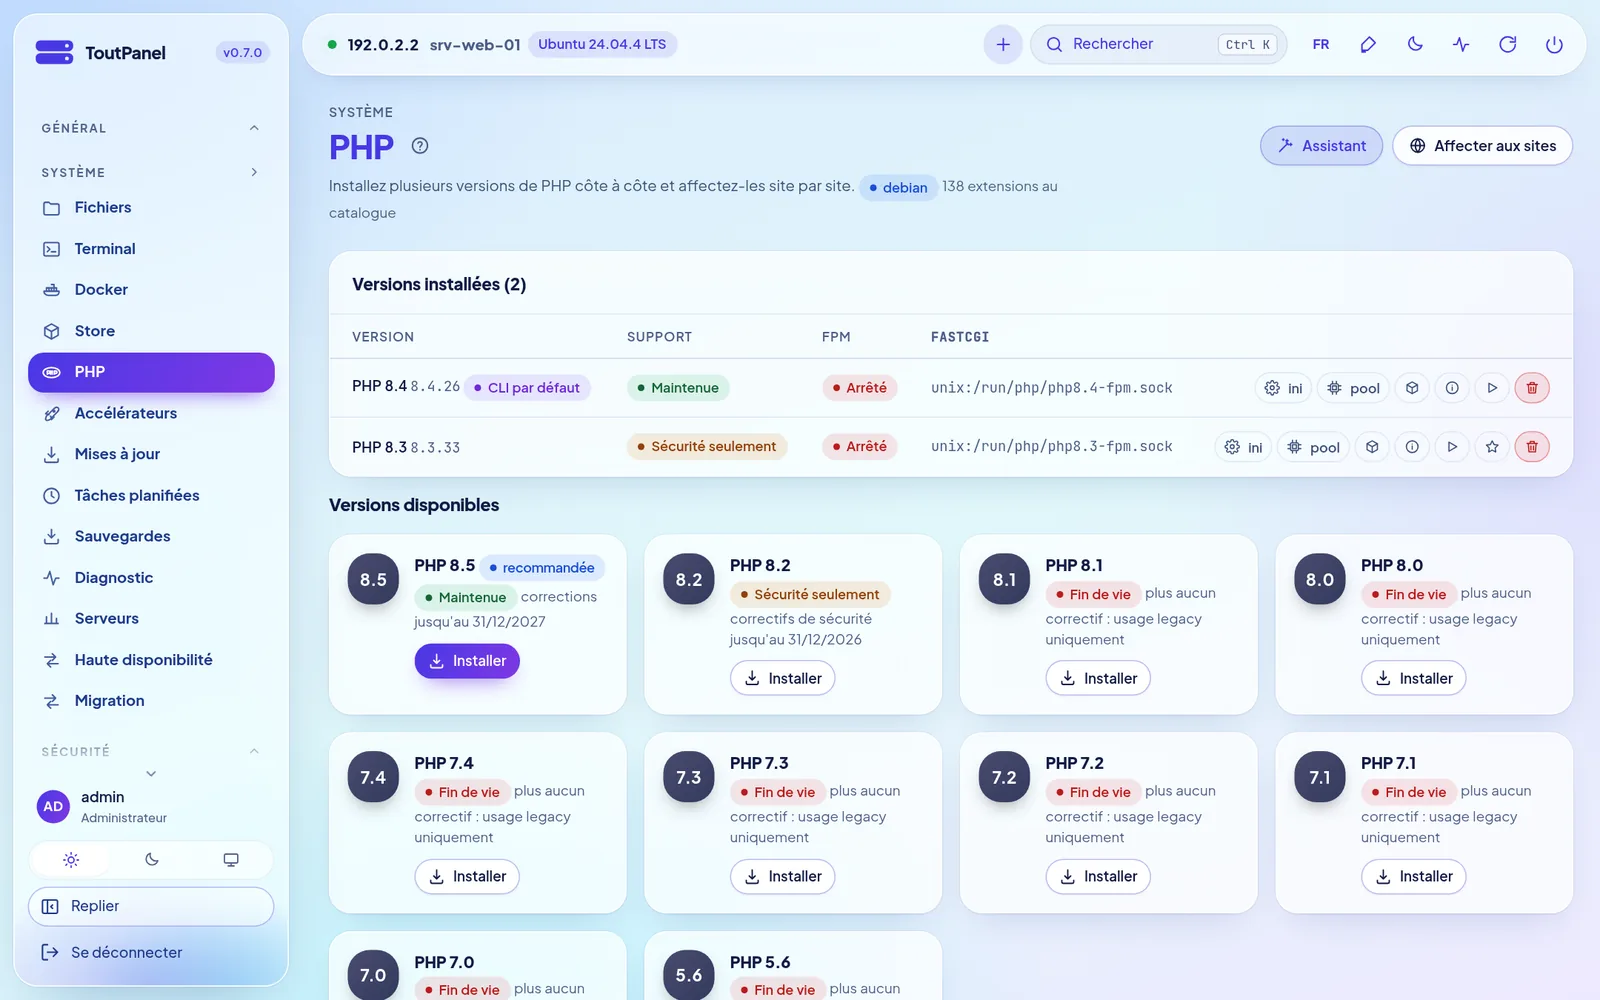 ToutPanel
v0.7.0
192.0.2.2 srv-web-01 Ubuntu 24.04.4 LTS
Rechercher Ctrl K
FR
GÉNÉRAL
SYSTÈME
Fichiers
Terminal
Docker
Store
PHP
Accélérateurs
Mises à jour
Tâches planifiées
Sauvegardes
Diagnostic
Serveurs
Haute disponibilité
Migration
SÉCURITÉ
AD
admin
Administrateur
Replier
Se déconnecter
SYSTÈME
PHP
Assistant
Affecter aux sites
Installez plusieurs versions de PHP côte à côte et affectez-les site par site. debian 138 extensions au
catalogue
Versions installées (2)
VERSION SUPPORT FPM FASTCGI
PHP 8.4 8.4.26 CLI par défaut Maintenue Arrêté unix:/run/php/php8.4-fpm.sock ini pool
PHP 8.3 8.3.33 Sécurité seulement Arrêté unix:/run/php/php8.3-fpm.sock ini pool
Versions disponibles
8.5
PHP 8.5 recommandée
Maintenue corrections
jusqu'au 31/12/2027
Installer
8.2
PHP 8.2
Sécurité seulement
correctifs de sécurité
jusqu'au 31/12/2026
Installer
8.1
PHP 8.1
Fin de vie plus aucun
correctif : usage legacy
uniquement
Installer
8.0
PHP 8.0
Fin de vie plus aucun
correctif : usage legacy
uniquement
Installer
7.4
PHP 7.4
Fin de vie plus aucun
correctif : usage legacy
uniquement
Installer
7.3
PHP 7.3
Fin de vie plus aucun
correctif : usage legacy
uniquement
Installer
7.2
PHP 7.2
Fin de vie plus aucun
correctif : usage legacy
uniquement
Installer
7.1
PHP 7.1
Fin de vie plus aucun
correctif : usage legacy
uniquement
Installer
7.0
PHP 7.0
Fin de vie plus aucun
5.6
PHP 5.6
Fin de vie plus aucun